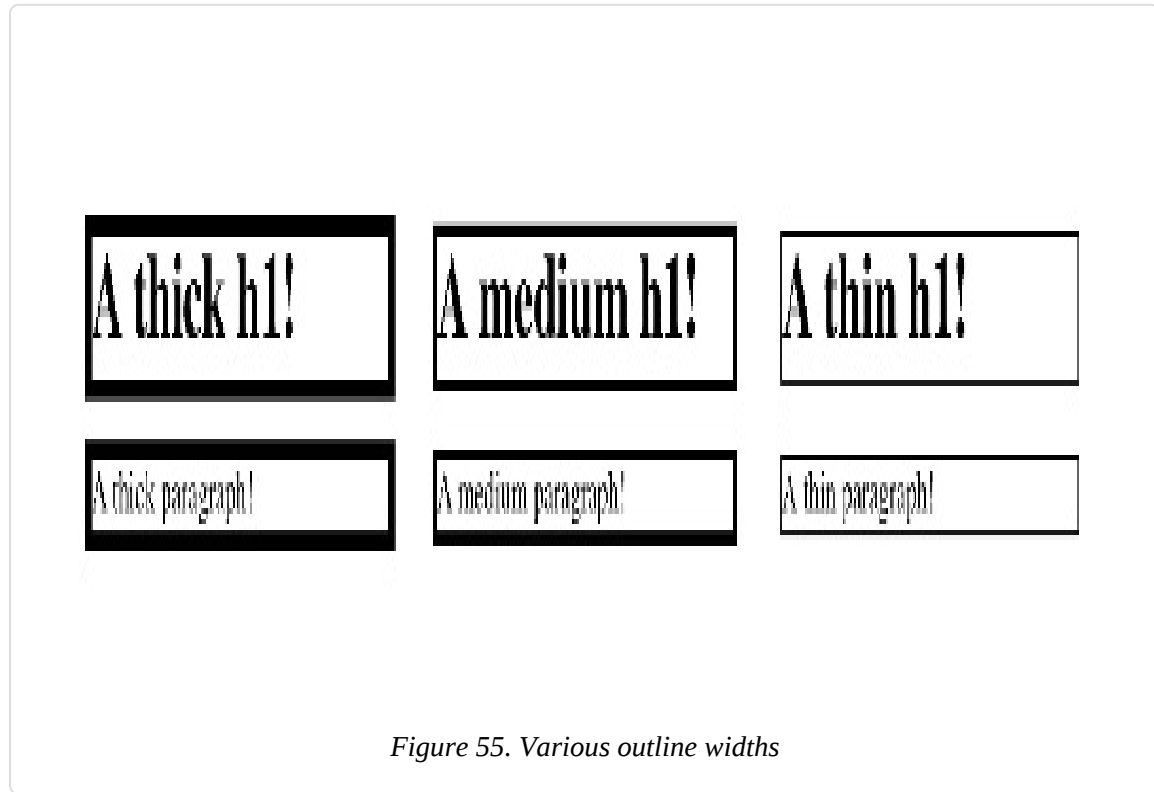 A thick h1!
A medium h1!
A thin h1!
A thick paragraph!
A medium paragraph!
A thin paragraph!
Figure 55. Various outline widths